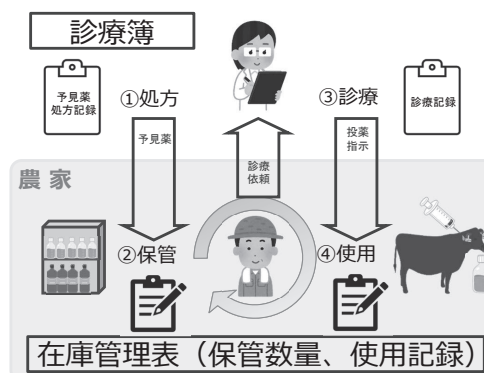 診療簿
予見薬
処方記録
①処方
③診療
診療記録
予見薬
診療
依頼
投薬
指示
農家
②保管
④使用
在庫管理表（保管数量、使用記録）